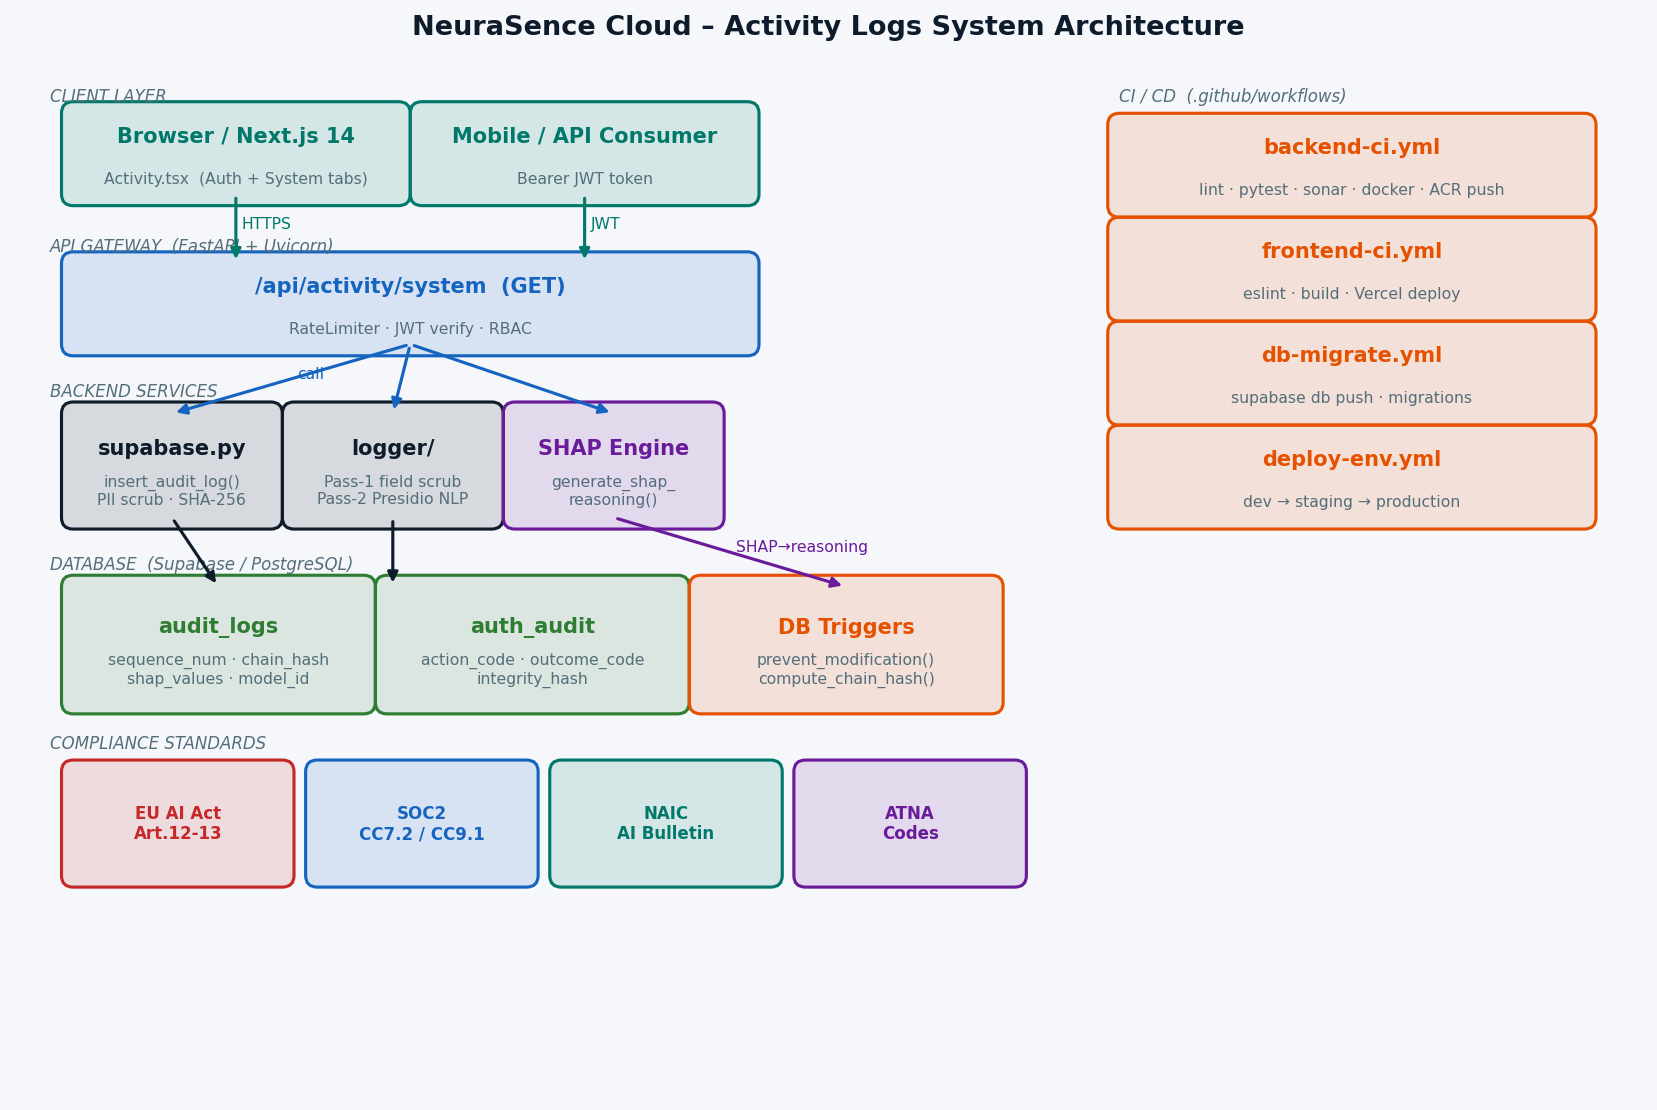 NeuraSence Cloud – Activity Logs System Architecture
CLIENT LAYER
Browser / Next.js 14
Activity.tsx  (Auth + System tabs)
Mobile / API Consumer
Bearer JWT token
HTTPS
JWT
API GATEWAY  (FastAPI + Uvicorn)
/api/activity/system  (GET)
RateLimiter · JWT verify · RBAC
call
BACKEND SERVICES
supabase.py
insert_audit_log()
PII scrub · SHA-256
logger/
Pass-1 field scrub
Pass-2 Presidio NLP
SHAP Engine
generate_shap_
reasoning()
SHAP→reasoning
DATABASE  (Supabase / PostgreSQL)
audit_logs
sequence_num · chain_hash
shap_values · model_id
auth_audit
action_code · outcome_code
integrity_hash
DB Triggers
prevent_modification()
compute_chain_hash()
COMPLIANCE STANDARDS
EU AI Act
Art.12-13
SOC2
CC7.2 / CC9.1
NAIC
AI Bulletin
ATNA
Codes
CI / CD  (.github/workflows)
backend-ci.yml
lint · pytest · sonar · docker · ACR push
frontend-ci.yml
eslint · build · Vercel deploy
db-migrate.yml
supabase db push · migrations
deploy-env.yml
dev → staging → production